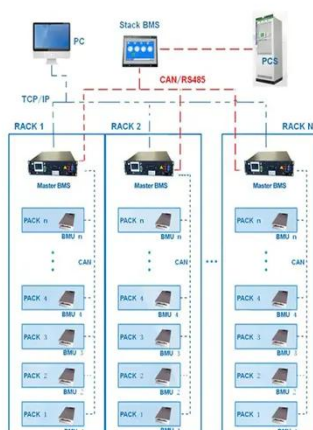 PC
Stack BMS
PCS
CAN/RS485
TCP/IP
RACK 1
RACK 2
RACK N
Master BMS
Master BMS
Master BMS
PACK n
BMU n
PACK n
BMU n
PACK n
BMU n
CAN
CAN
CAN
...
PACK 4
BMU 4
PACK 4
BMU 4
PACK 4
BMU 4
PACK 3
BMU 3
PACK 3
BMU 3
PACK 3
BMU 3
PACK 2
BMU 2
PACK 2
BMU 2
PACK 2
BMU 2
PACK 1
PACK 1
PACK 1